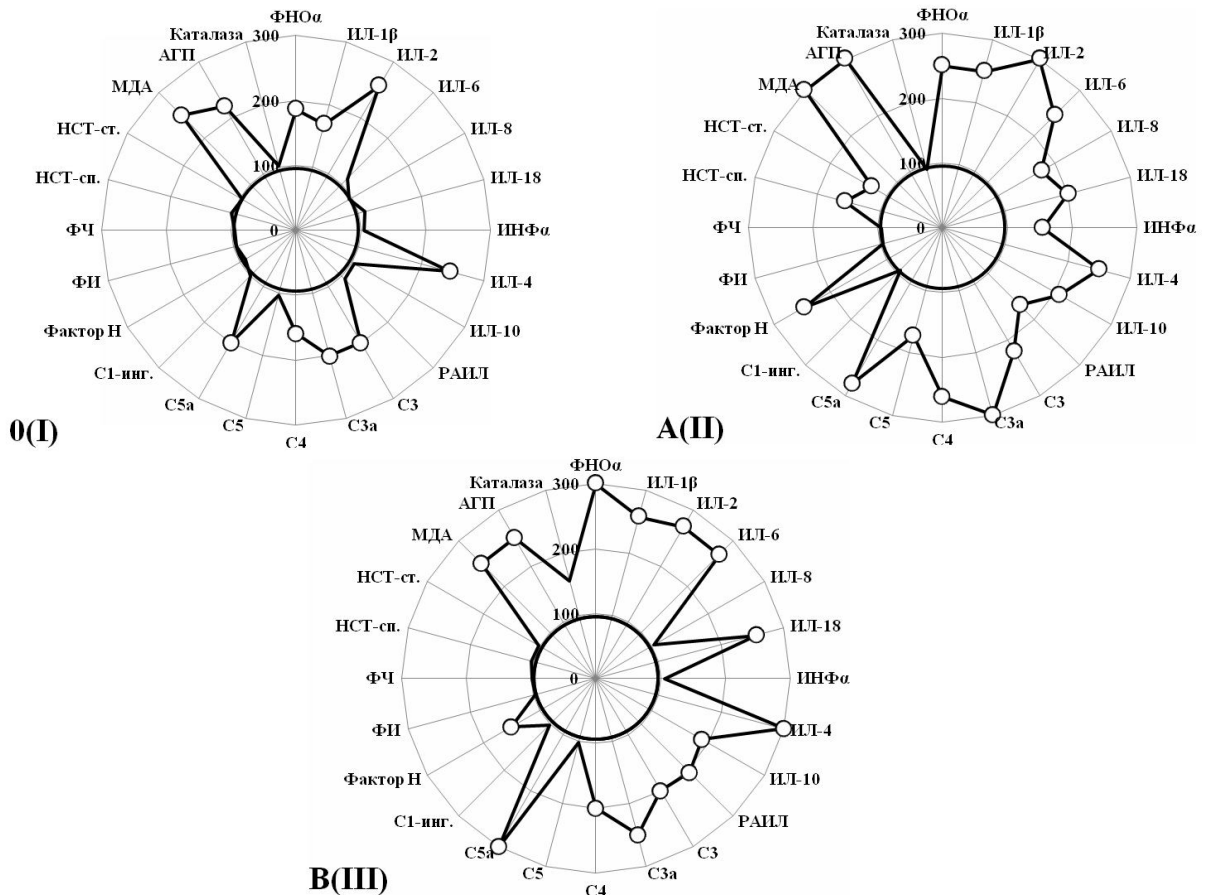 ФНОα
300
ИЛ-1β
ИЛ-2
ИЛ-6
ИЛ-8
ИЛ-18
ИНФα
ИЛ-4
ИЛ-10
РАИЛ
С3
С3а
С4
С5
С5а
С1-инг.
Фактор Н
ФИ
ФЧ
НСТ-сп.
НСТ-ст.
МДА
АГП
Каталаза
200
100
0
0(I)
ФНОα
300
ИЛ-1β
ИЛ-2
ИЛ-6
ИЛ-8
ИЛ-18
ИНФα
ИЛ-4
ИЛ-10
РАИЛ
С3
С3а
С4
С5
С5а
С1-инг.
Фактор Н
ФИ
ФЧ
НСТ-сп.
НСТ-ст.
МДА
АГП
Каталаза
200
100
0
А(II)
ФНОα
300
ИЛ-1β
ИЛ-2
ИЛ-6
ИЛ-8
ИЛ-18
ИНФα
ИЛ-4
ИЛ-10
РАИЛ
С3
С3а
С4
С5
С5а
С1-инг.
Фактор Н
ФИ
ФЧ
НСТ-сп.
НСТ-ст.
МДА
АГП
Каталаза
200
100
0
В(III)